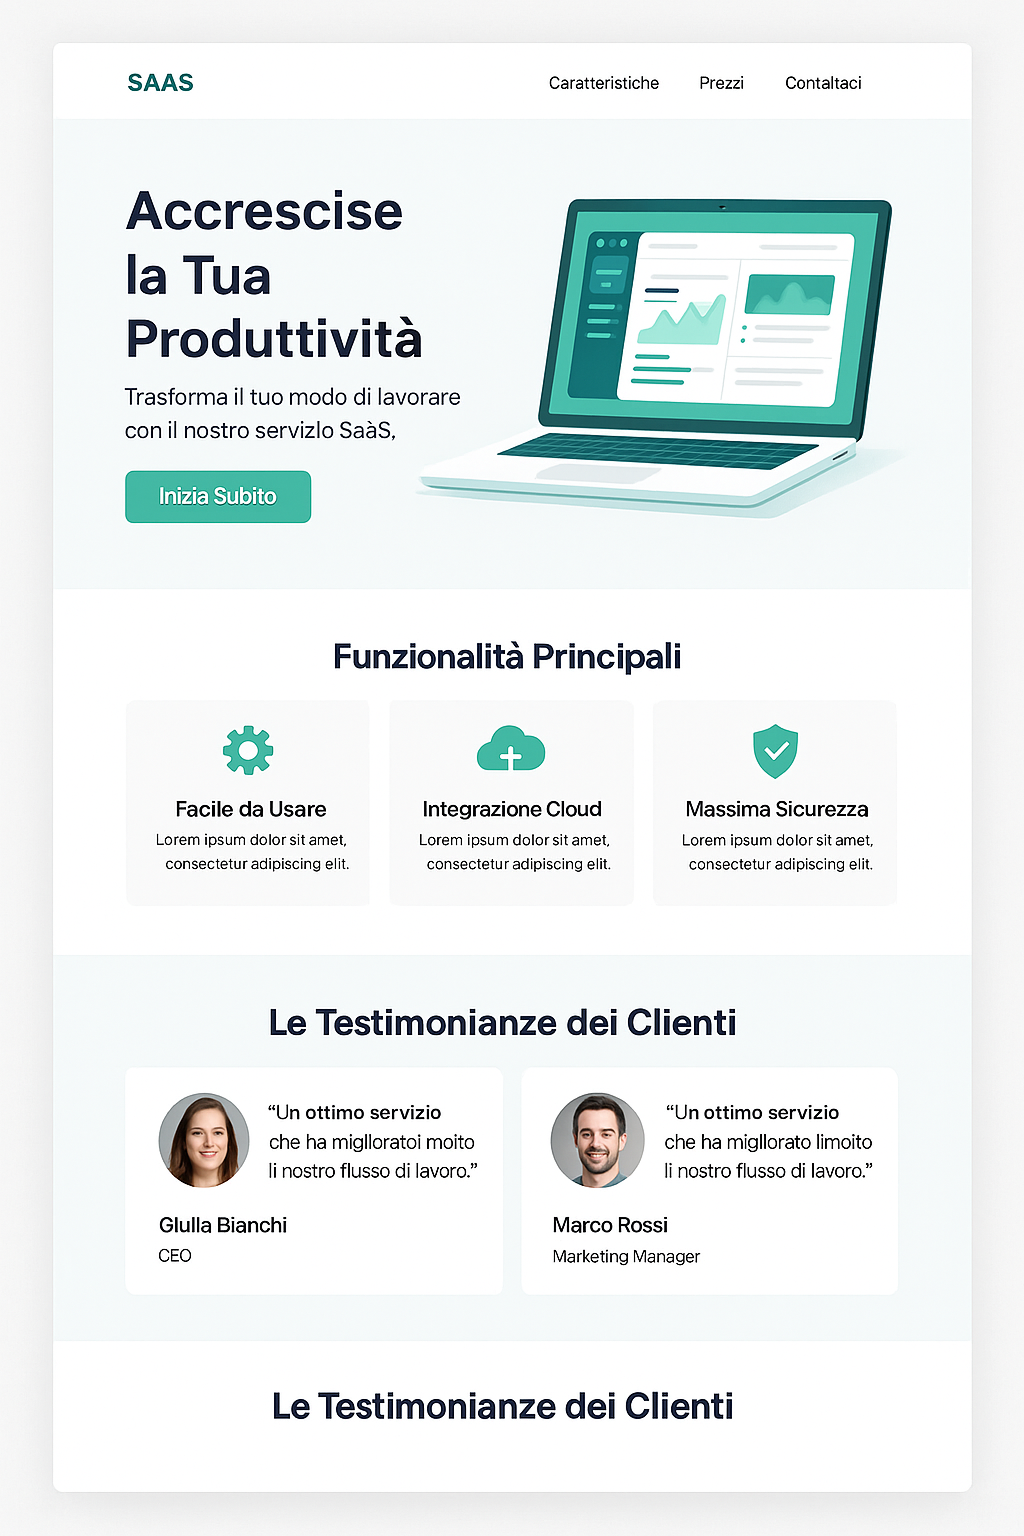 SAAS
Caratteristiche
Prezzi
Contaltaci
Accrescise
la Tua
Produttività
Trasforma il tuo modo di lavorare
con il nostro servizlo SaàS,
Inizia Subito
Funzionalità Principali
Facile da Usare
Lorem ipsum dolor sit amet,
consectetur adipiscing elit.
Integrazione Cloud
Lorem ipsum dolor sit amet,
consectetur adipiscing elit.
Massima Sicurezza
Lorem ipsum dolor sit amet,
consectetur adipiscing elit.
Le Testimonianze dei Clienti
“Un ottimo servizio
che ha miglloratoi moito
li nostro flusso di lavoro.”
Glulla Bianchi
CEO
“Un ottimo servizio
che ha migllorato limoito
li nostro flusso di lavoro.”
Marco Rossi
Marketing Manager
Le Testimonianze dei Clienti